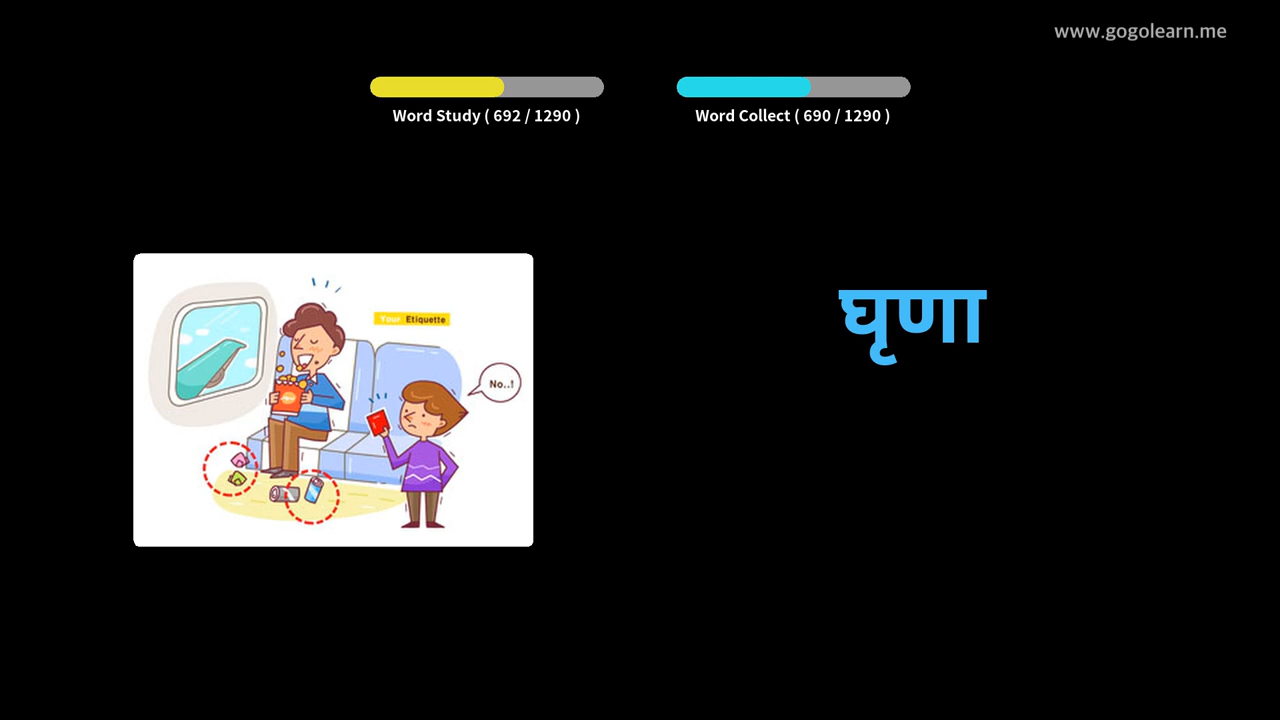 www.gogolearn.me
Word Study ( 692 / 1290 )
Word Collect ( 690 / 1290 )
Your Etiquette
No..!
घृणा